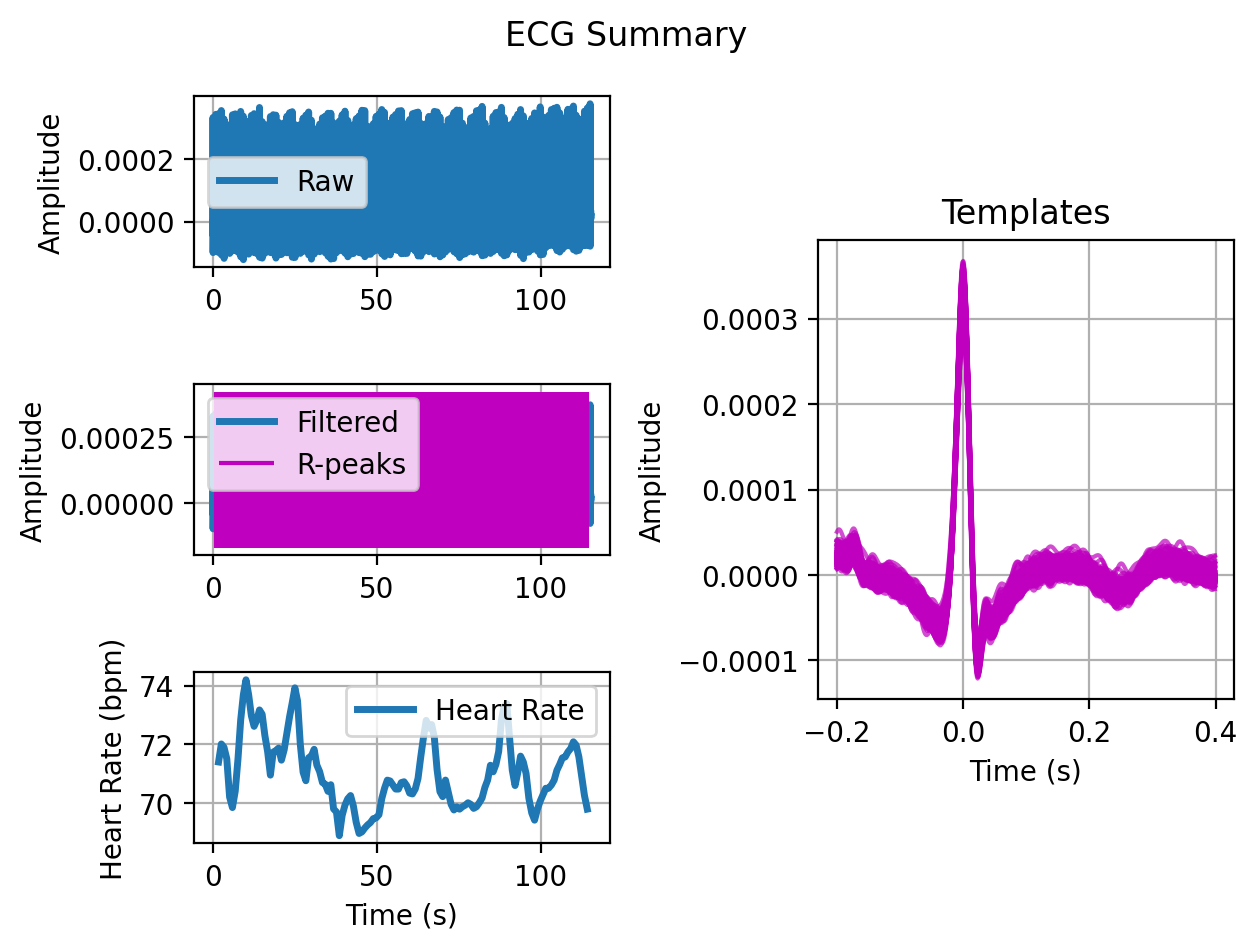 ECG Summary
Amplitude
0.0002
0.0000
Raw
0 50 100
Amplitude
0.00025
0.00000
Filtered
R-peaks
0 50 100
Heart Rate (bpm)
74
72
70
Heart Rate
0 50 100
Time (s)
Templates
Amplitude
0.0003
0.0002
0.0001
0.0000
−0.0001
−0.2 0.0 0.2 0.4
Time (s)